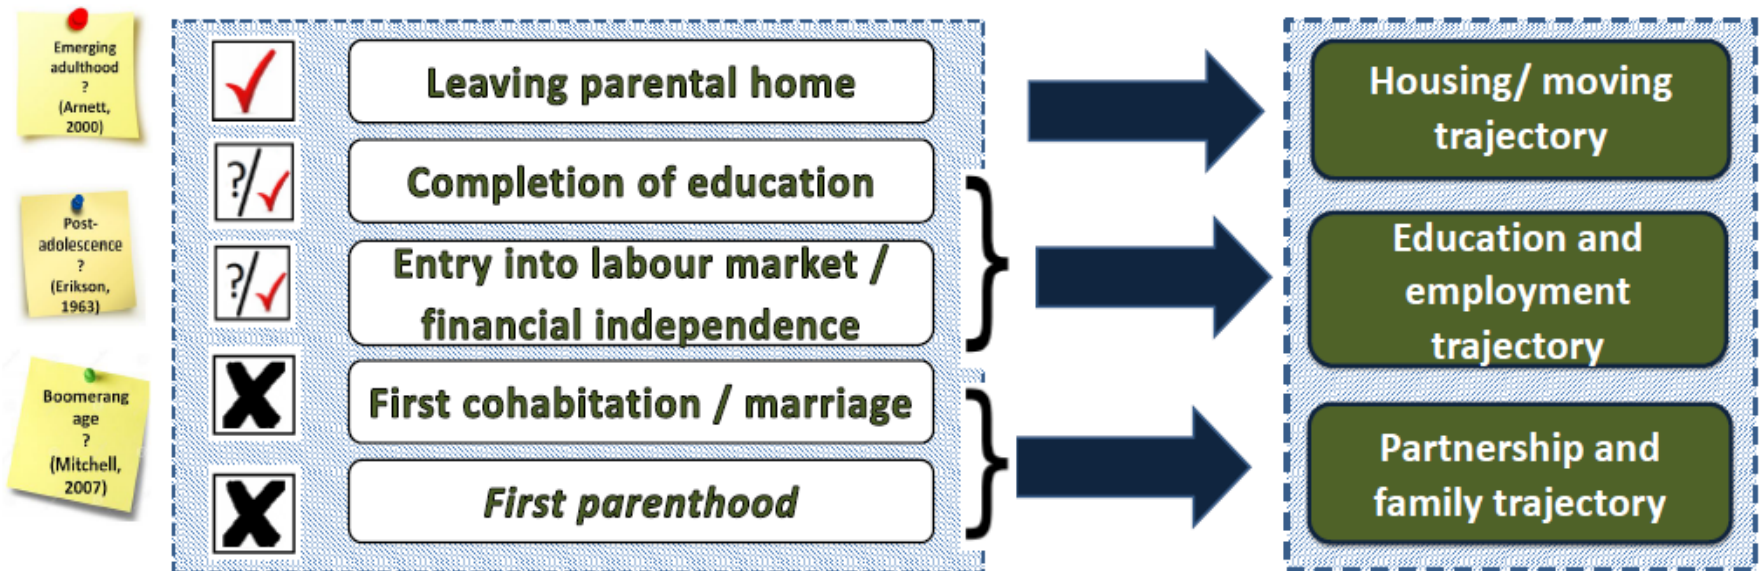 Emerging
adulthood
?
(Arnett,
2000)
Post-
adolescence
?
(Erikson,
1963)
Boomerang
age
?
(Mitchell,
2007)
Leaving parental home
?/
Completion of education
?/
Entry into labour market /
financial independence
First cohabitation / marriage
First parenthood
Housing/ moving
trajectory
Education and
employment
trajectory
Partnership and
family trajectory